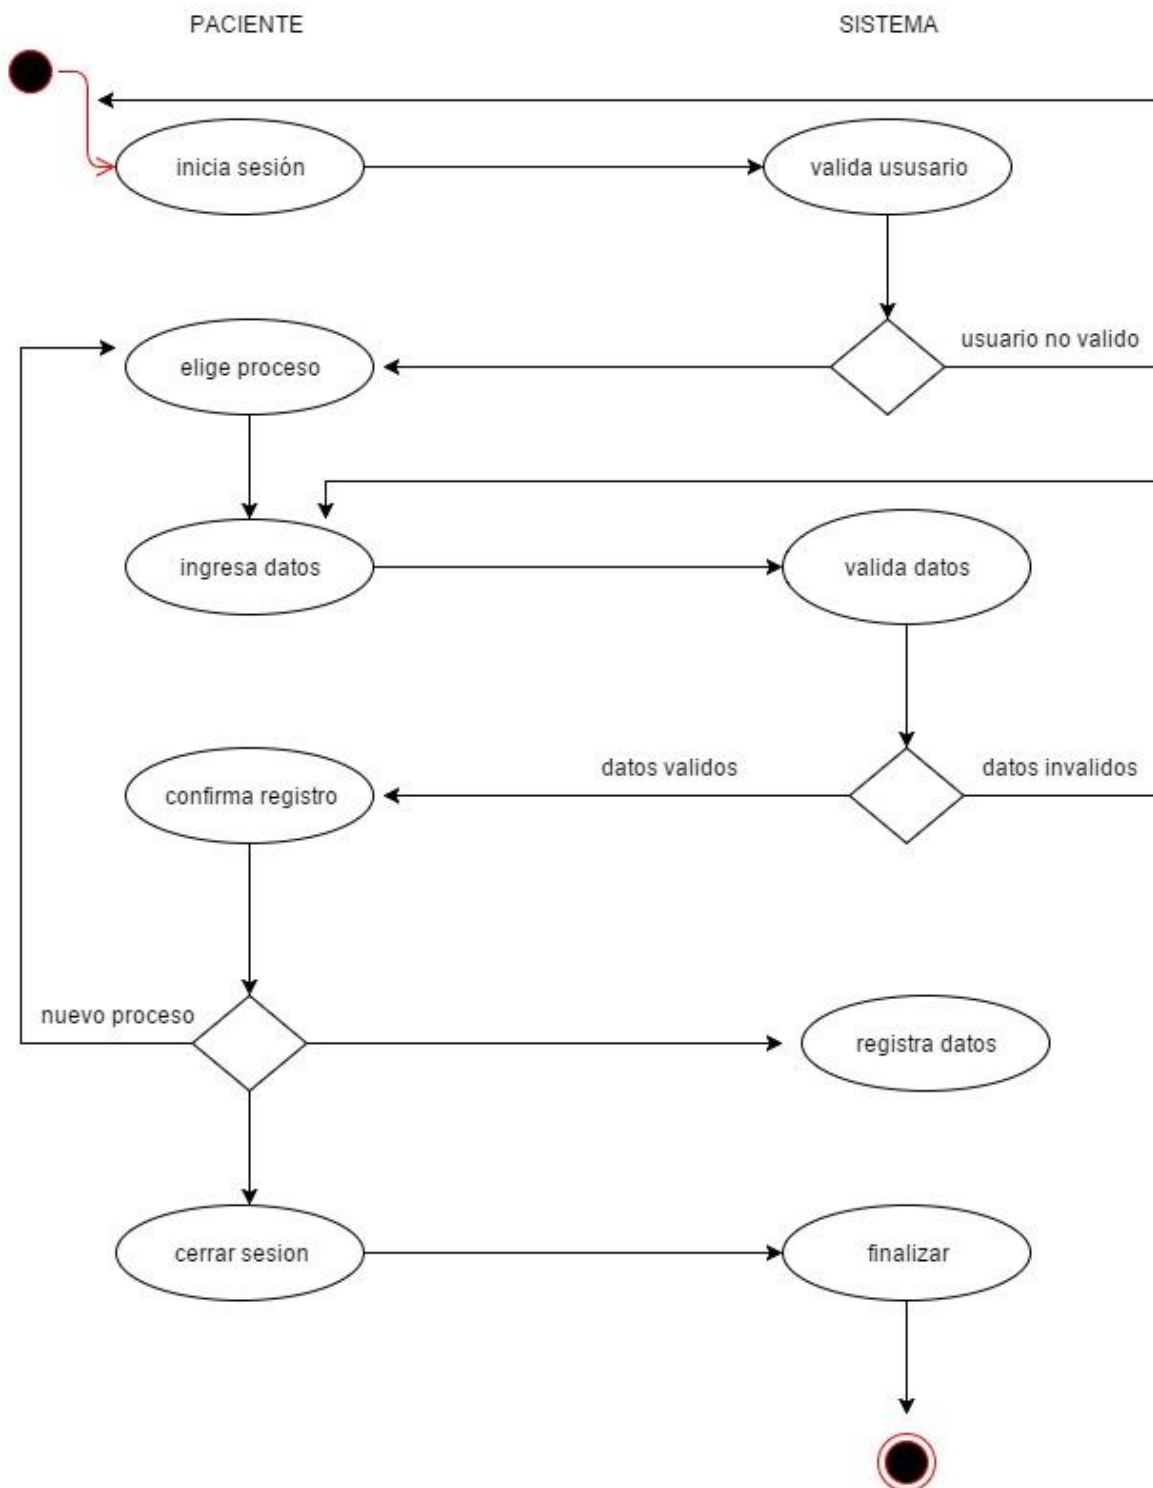 PACIENTE
SISTEMA
inicia sesión
valida ususario
usuario no valido
elige proceso
ingresa datos
valida datos
datos validos
datos invalidos
confirma registro
nuevo proceso
registra datos
cerrar sesion
finalizar